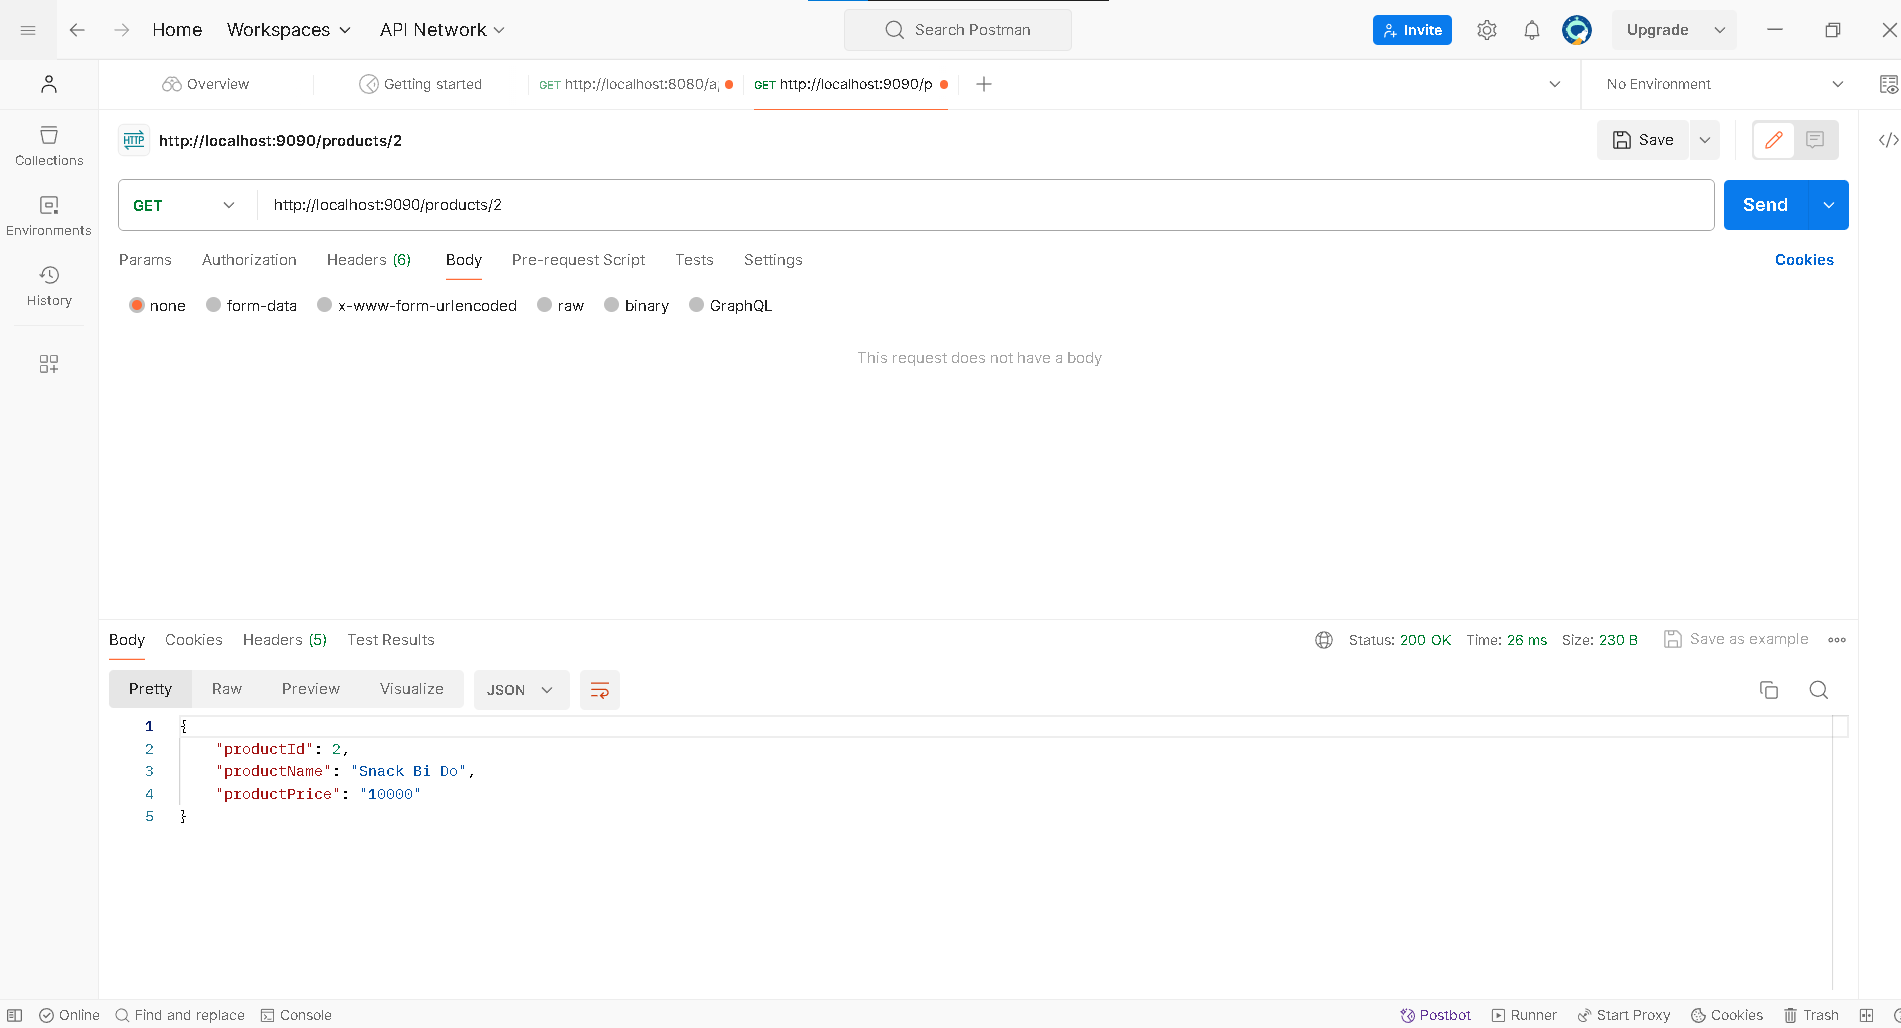 Home Workspaces API Network Search Postman Invite Upgrade
Overview Getting started GET http://localhost:8080/a GET http://localhost:9090/p No Environment
HTTP http://localhost:9090/products/2 Save
Collections
GET http://localhost:9090/products/2 Send
Environments
Params Authorization Headers (6) Body Pre-request Script Tests Settings Cookies
History
none form-data x-www-form-urlencoded raw binary GraphQL
This request does not have a body
Body Cookies Headers (5) Test Results Status: 200 OK Time: 26 ms Size: 230 B Save as example
Pretty Raw Preview Visualize JSON
1 {
2 "productId": 2,
3 "productName": "Snack Bi Do",
4 "productPrice": "10000"
5 }
Online Find and replace Console Postbot Runner Start Proxy Cookies Trash